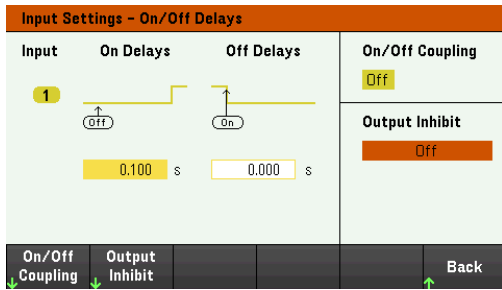 Input Settings - On/Off Delays
Input On Delays Off Delays
1
Off On
0.100 s 0.000 s
On/Off Coupling
Off
Output Inhibit
Off
On/Off Coupling
Output Inhibit
Back